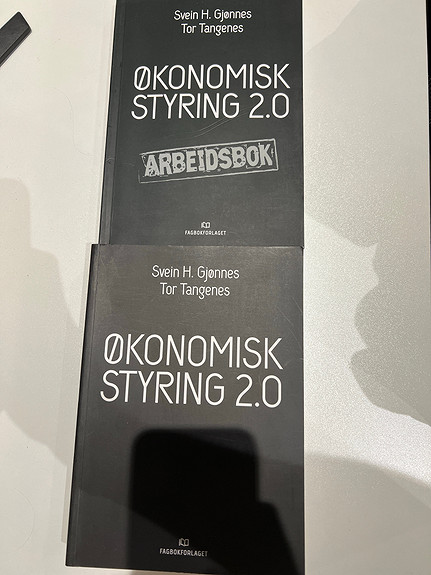 Svein H. Gjønnes
Tor Tangenes
ØKONOMISK
STYRING 2.0
ARBEIDSBOK
FAGBOKFORLAGET
Svein H. Gjønnes
Tor Tangenes
ØKONOMISK
STYRING 2.0
FAGBOKFORLAGET